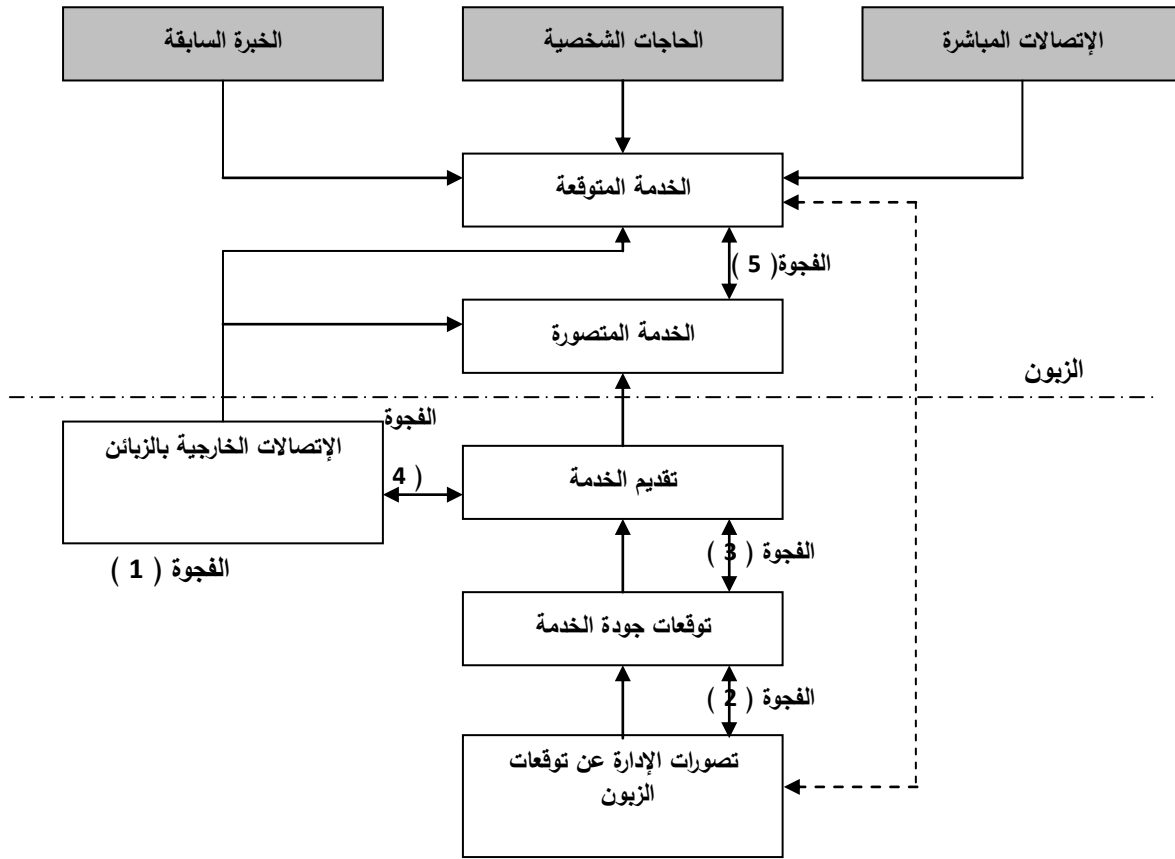 الإتصالات المباشرة
الحاجات الشخصية
الخبرة السابقة
الخدمة المتوقعة
الفجوة( 5 )
الخدمة المتصورة
الزبون
الفجوة
( 4
الإتصالات الخارجية بالزبائن
تقديم الخدمة
الفجوة ( 3 )
الفجوة ( 1 )
توقعات جودة الخدمة
الفجوة ( 2 )
تصورات الإدارة عن توقعات
الزبون